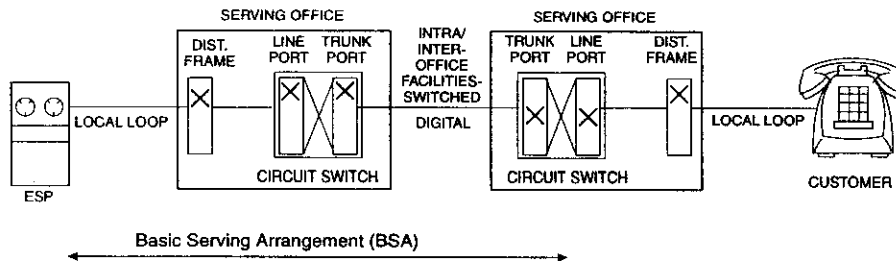 SERVING OFFICE
SERVING OFFICE
DIST.
FRAME
LINE
PORT
TRUNK
PORT
INTRA/
INTER-
OFFICE
FACILITIES-
SWITCHED
DIGITAL
TRUNK
PORT
LINE
PORT
DIST.
FRAME
LOCAL LOOP
LOCAL LOOP
CIRCUIT SWITCH
CIRCUIT SWITCH
ESP
CUSTOMER
Basic Serving Arrangement (BSA)